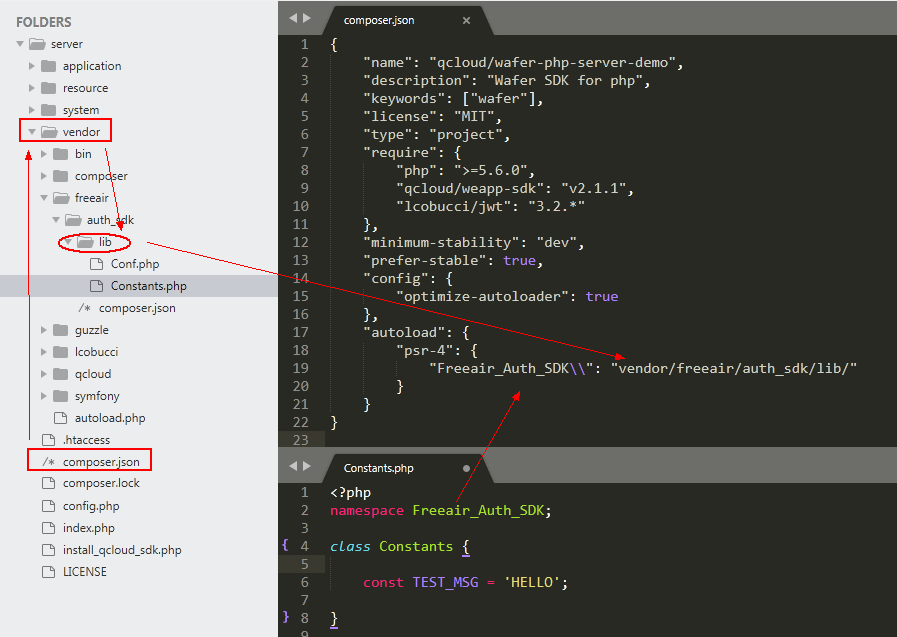 FOLDERS
server
application
resource
system
vendor
bin
composer
freeair
auth_sdk
lib
Conf.php
Constants.php
/* composer.json
guzzle
lcobucci
qcloud
symfony
autoload.php
.htaccess
/* composer.json
composer.lock
config.php
index.php
install_qcloud_sdk.php
LICENSE
composer.json ×
1 {
2 "name": "qcloud/wafer-php-server-demo",
3 "description": "Wafer SDK for php",
4 "keywords": ["wafer"],
5 "license": "MIT",
6 "type": "project",
7 "require": {
8 "php": ">=5.6.0",
9 "qcloud/weapp-sdk": "v2.1.1",
10 "lcobucci/jwt": "3.2.*"
11 },
12 "minimum-stability": "dev",
13 "prefer-stable": true,
14 "config": {
15 "optimize-autoloader": true
16 },
17 "autoload": {
18 "psr-4": {
19 "Freeair_Auth_SDK\\": "vendor/freeair/auth_sdk/lib/"
20 }
21 }
22 }
23
Constants.php
1 <?php
2 namespace Freeair_Auth_SDK;
3
{ 4 class Constants {
5
6 const TEST_MSG = 'HELLO';
7
} 8 }
9